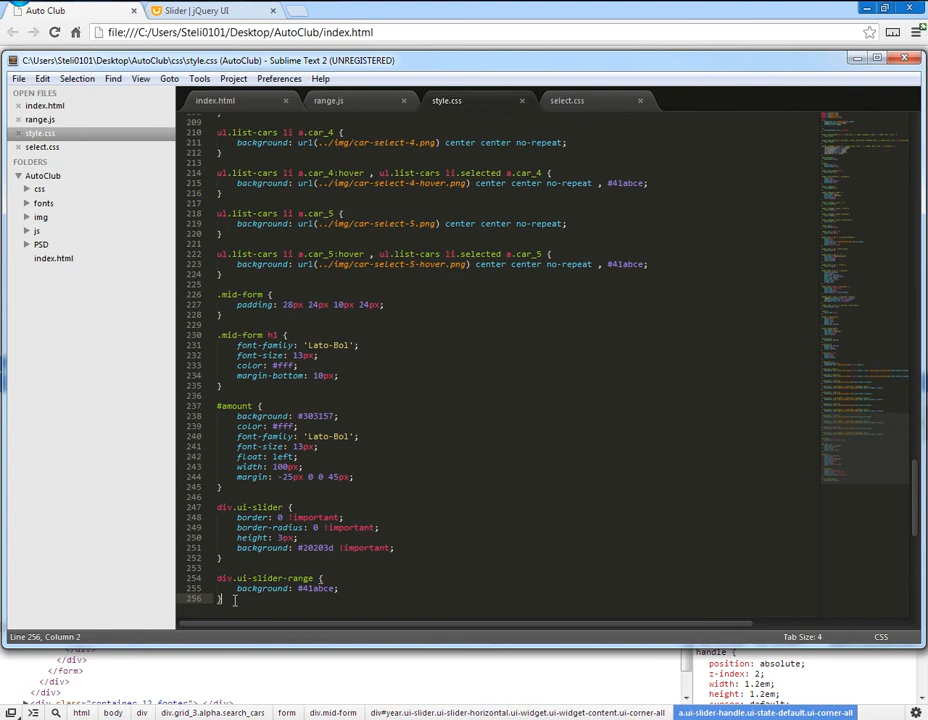 Auto Club
Slider | jQuery UI
file:///C:/Users/Steli0101/Desktop/AutoClub/index.html
C:\Users\Steli0101\Desktop\AutoClub\css\style.css (AutoClub) - Sublime Text 2 (UNREGISTERED)
File Edit Selection Find View Goto Tools Project Preferences Help
OPEN FILES
index.html
range.js
style.css
select.css
FOLDERS
AutoClub
css
fonts
img
js
PSD
index.html
index.html range.js style.css select.css
209
210 ul.list-cars li a.car_4 {
211 background: url(../img/car-select-4.png) center center no-repeat;
212 }
213
214 ul.list-cars li a.car_4:hover , ul.list-cars li.selected a.car_4 {
215 background: url(../img/car-select-4-hover.png) center center no-repeat , #41abce;
216 }
217
218 ul.list-cars li a.car_5 {
219 background: url(../img/car-select-5.png) center center no-repeat;
220 }
221
222 ul.list-cars li a.car_5:hover , ul.list-cars li.selected a.car_5 {
223 background: url(../img/car-select-5-hover.png) center center no-repeat , #41abce;
224 }
225
226 .mid-form {
227 padding: 28px 24px 10px 24px;
228 }
229
230 .mid-form h1 {
231 font-family: 'Lato-Bol';
232 font-size: 13px;
233 color: #fff;
234 margin-bottom: 10px;
235 }
236
237 #amount {
238 background: #303157;
239 color: #fff;
240 font-family: 'Lato-Bol';
241 font-size: 13px;
242 float: left;
243 width: 100px;
244 margin: -25px 0 0 45px;
245 }
246
247 div.ui-slider {
248 border: 0 !important;
249 border-radius: 0 !important;
250 height: 3px;
251 background: #20203d !important;
252 }
253
254 div.ui-slider-range {
255 background: #41abce;
256 }
Line 256, Column 2
Tab Size: 4
CSS
</div>
</form>
</div>
</div>
<div class="container_12 footer">...</div>
handle {
position: absolute;
z-index: 2;
width: 1.2em;
height: 1.2em;
cursor: default;
html body div div.grid_3.alpha.search_cars form div.mid-form div#year.ui-slider.ui-slider-horizontal.ui-widget.ui-widget-content.ui-corner-all a.ui-slider-handle.ui-state-default.ui-corner-all